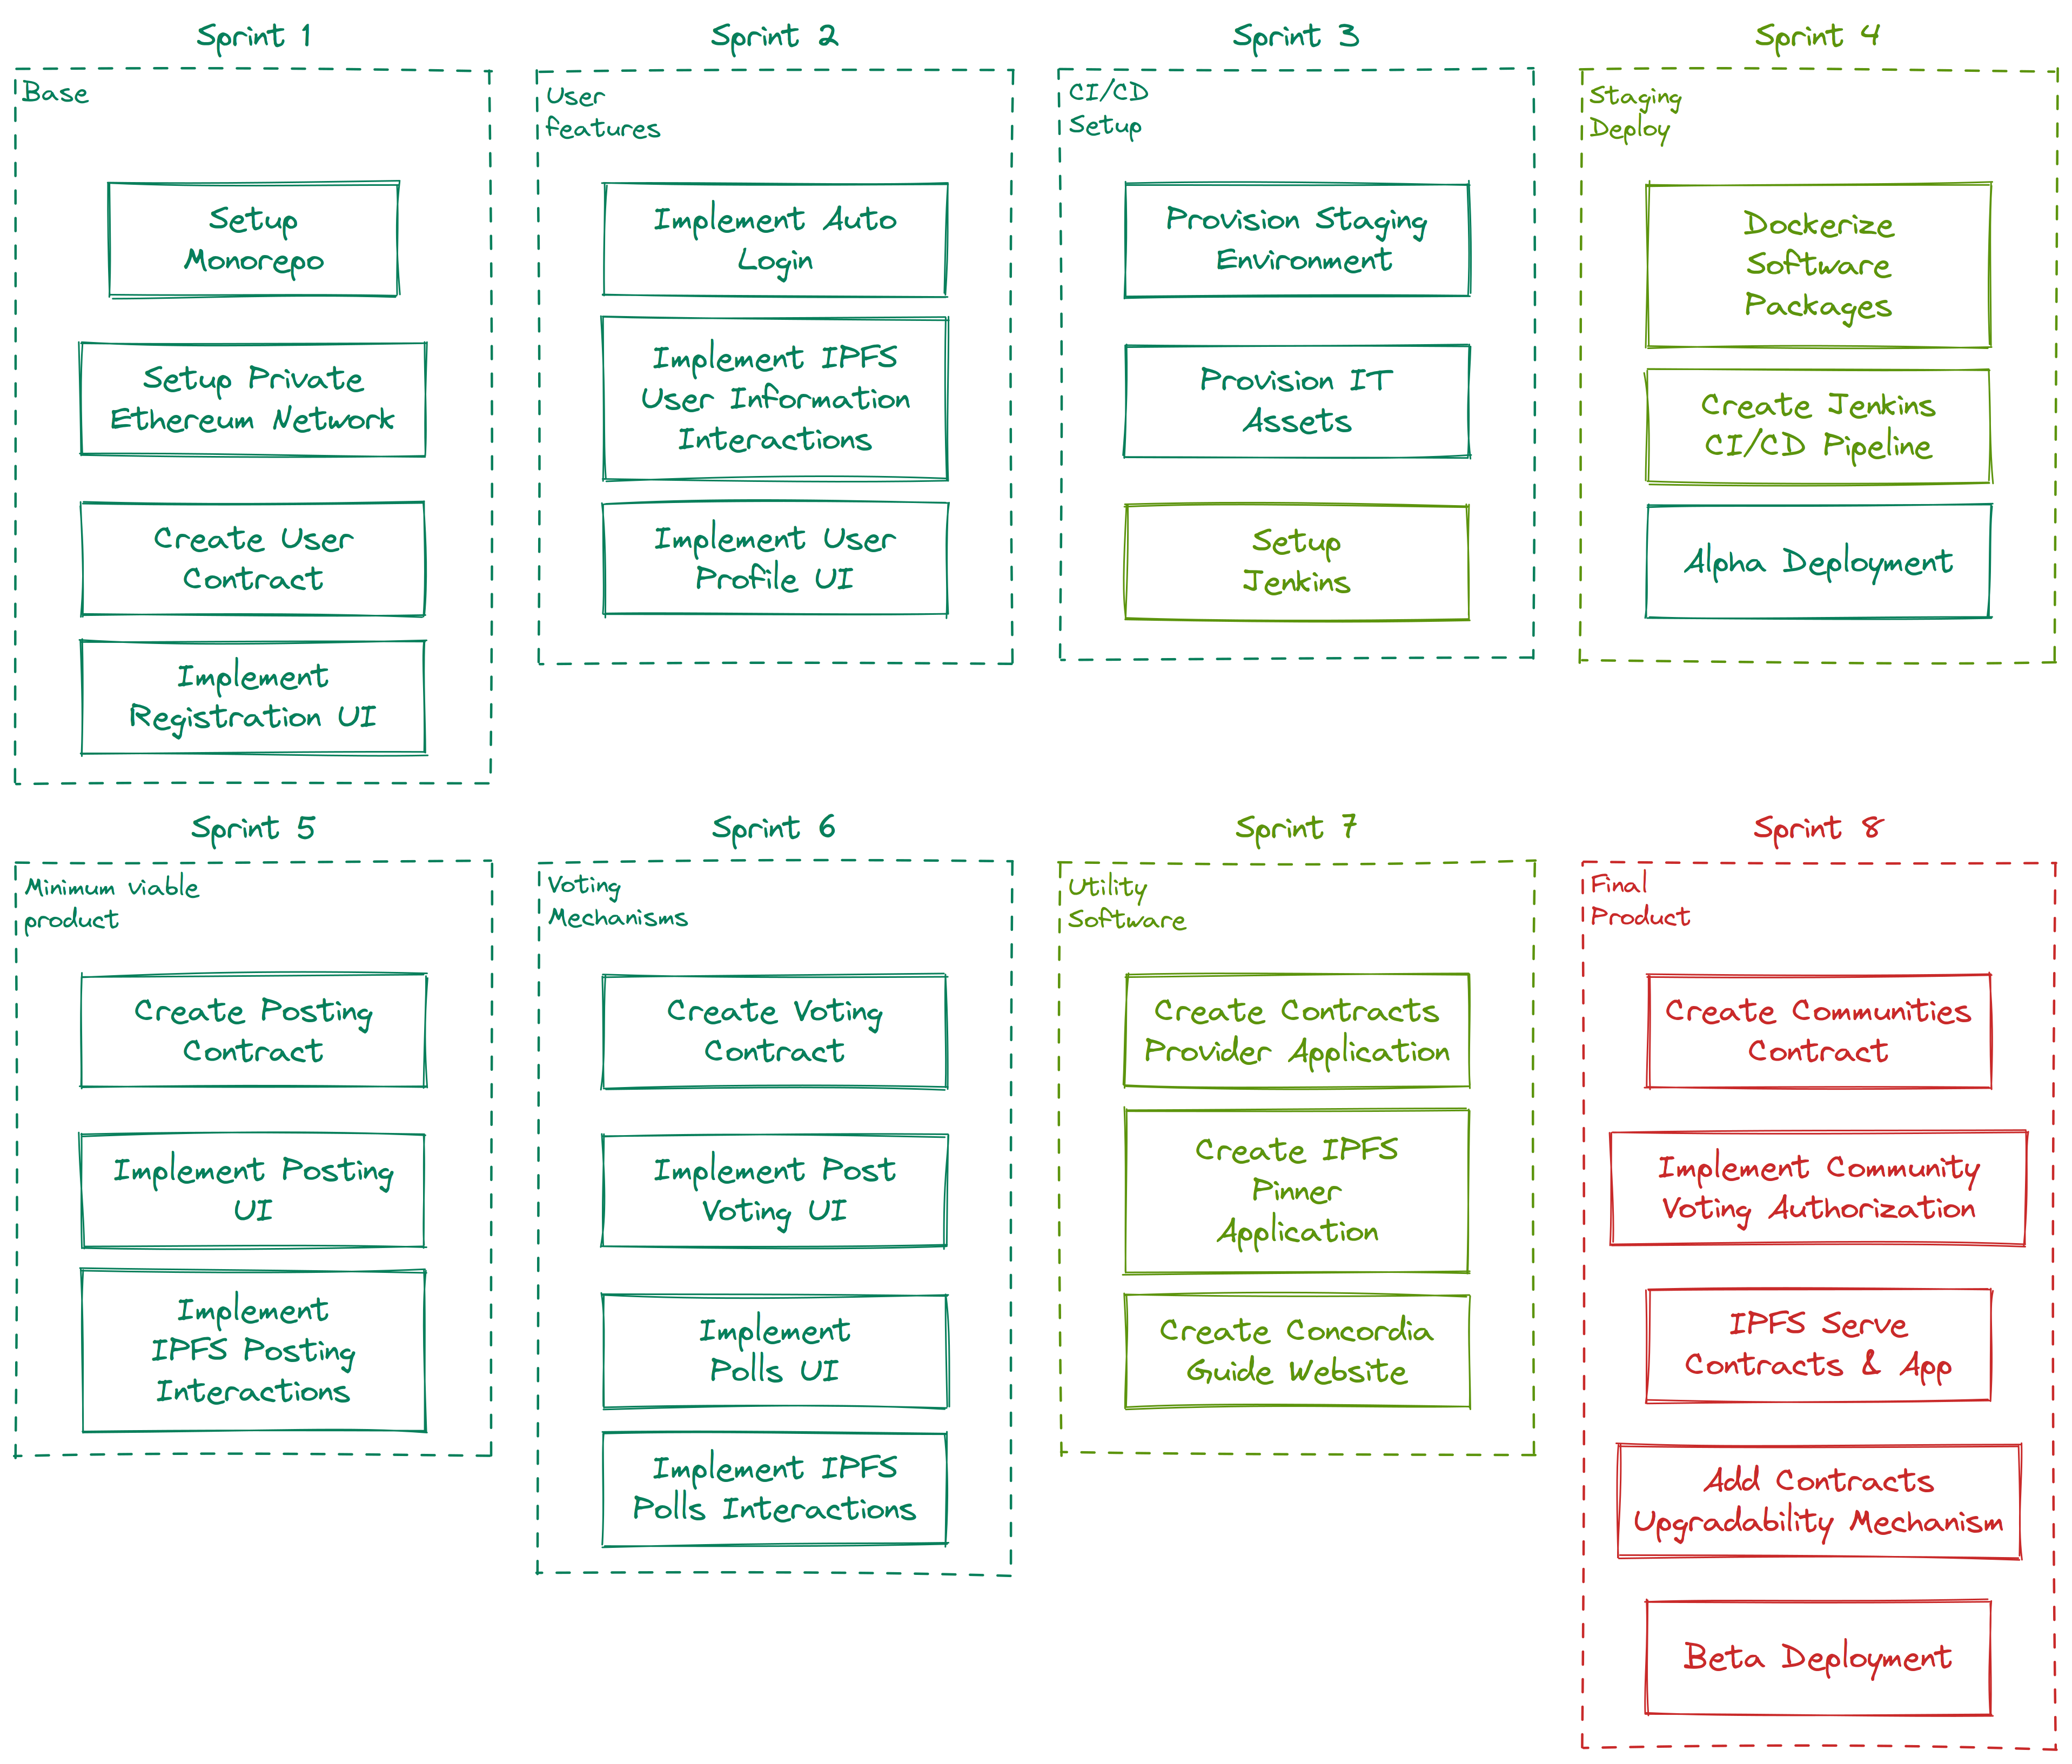 Sprint 1
Base
Setup
Monorepo
Setup Private
Ethereum Network
Create User
Contract
Implement
Registration UI
Sprint 2
User
features
Implement Auto
Login
Implement IPFS
User Information
Interactions
Implement User
Profile UI
Sprint 3
CI/CD
Setup
Provision Staging
Environment
Provision IT
Assets
Setup
Jenkins
Sprint 4
Staging
Deploy
Dockerize
Software
Packages
Create Jenkins
CI/CD Pipeline
Alpha Deployment
Sprint 5
Minimum viable
product
Create Posting
Contract
Implement Posting
UI
Implement
IPFS Posting
Interactions
Sprint 6
Voting
Mechanisms
Create Voting
Contract
Implement Post
Voting UI
Implement
Polls UI
Implement IPFS
Polls Interactions
Sprint 7
Utility
Software
Create Contracts
Provider Application
Create IPFS
Pinner
Application
Create Concordia
Guide Website
Sprint 8
Final
Product
Create Communities
Contract
Implement Community
Voting Authorization
IPFS Serve
Contracts & App
Add Contracts
Upgradability Mechanism
Beta Deployment